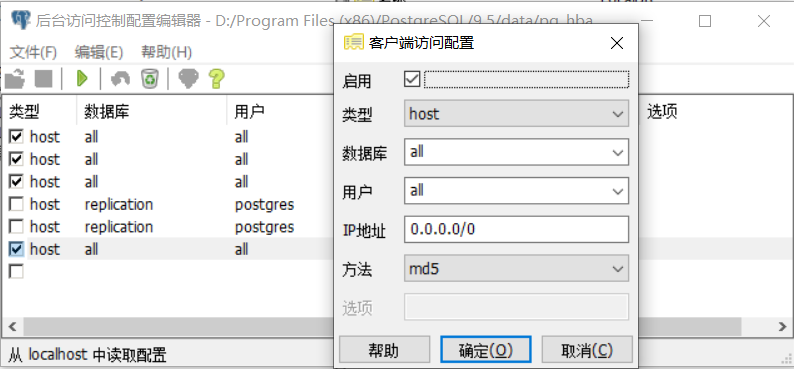 后台访问控制配置编辑器 - D:/Program Files (x86)/PostgreSQL/9.5/data/pg_hba
文件(F) 编辑(E) 帮助(H)
类型 数据库 用户 选项
host all all
host all all
host all all
host replication postgres
host replication postgres
host all all
从 localhost 中读取配置
客户端访问配置
启用
类型 host
数据库 all
用户 all
IP地址 0.0.0.0/0
方法 md5
选项
帮助 确定(O) 取消(C)